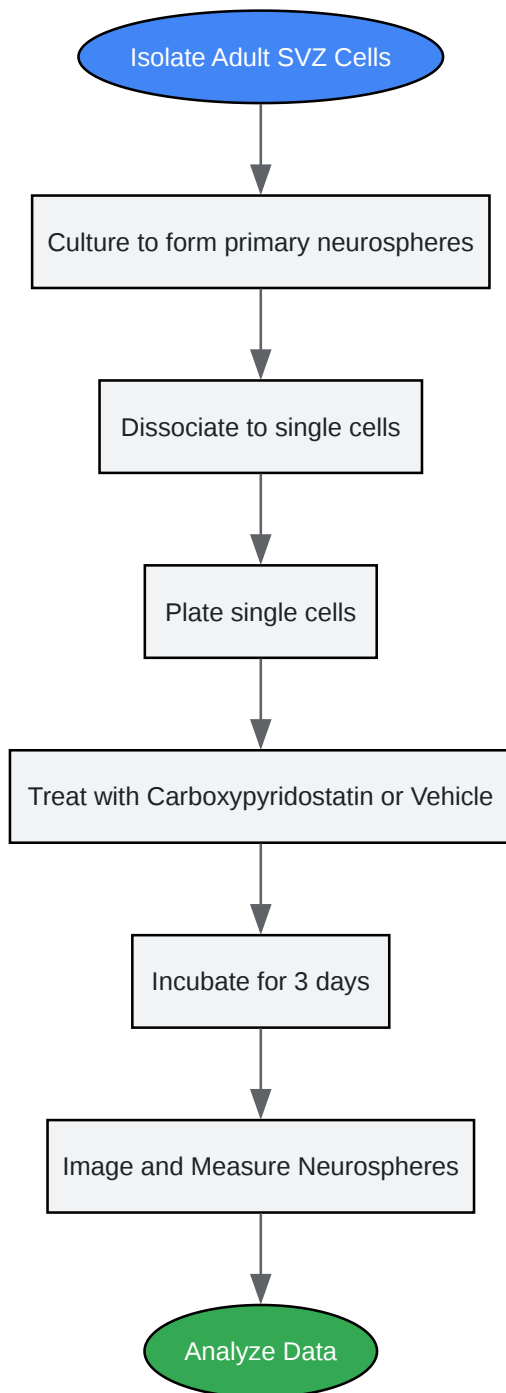 Isolate Adult SVZ Cells
Culture to form primary neurospheres
Dissociate to single cells
Plate single cells
Treat with Carboxypyridostatin or Vehicle
Incubate for 3 days
Image and Measure Neurospheres
Analyze Data